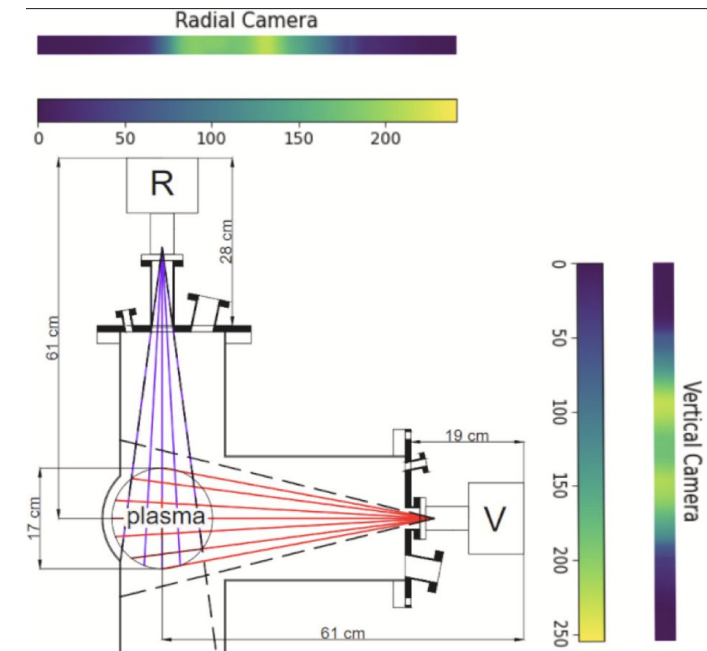 Radial Camera
0 50 100 150 200
R
28 cm
61 cm
0
50
100
150
200
250
Vertical Camera
19 cm
17 cm
plasma
V
61 cm